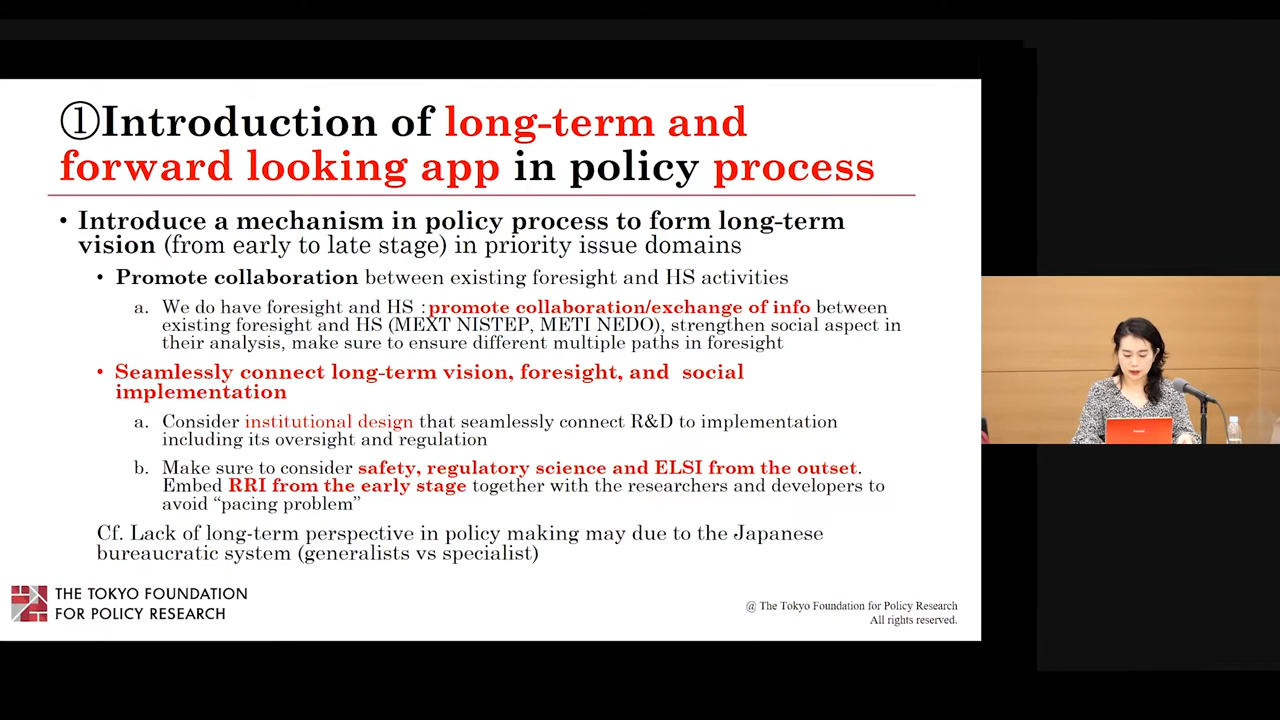 ①Introduction of long-term and
forward looking app in policy process
• Introduce a mechanism in policy process to form long-term
vision (from early to late stage) in priority issue domains
• Promote collaboration between existing foresight and HS activities
a. We do have foresight and HS：promote collaboration/exchange of info between
existing foresight and HS (MEXT NISTEP, METI NEDO), strengthen social aspect in
their analysis, make sure to ensure different multiple paths in foresight
• Seamlessly connect long-term vision, foresight, and social
implementation
a. Consider institutional design that seamlessly connect R&D to implementation
including its oversight and regulation
b. Make sure to consider safety, regulatory science and ELSI from the outset.
Embed RRI from the early stage together with the researchers and developers to
avoid “pacing problem”
Cf. Lack of long-term perspective in policy making may due to the Japanese
bureaucratic system (generalists vs specialist)
THE TOKYO FOUNDATION
FOR POLICY RESEARCH
@ The Tokyo Foundation for Policy Research
All rights reserved.